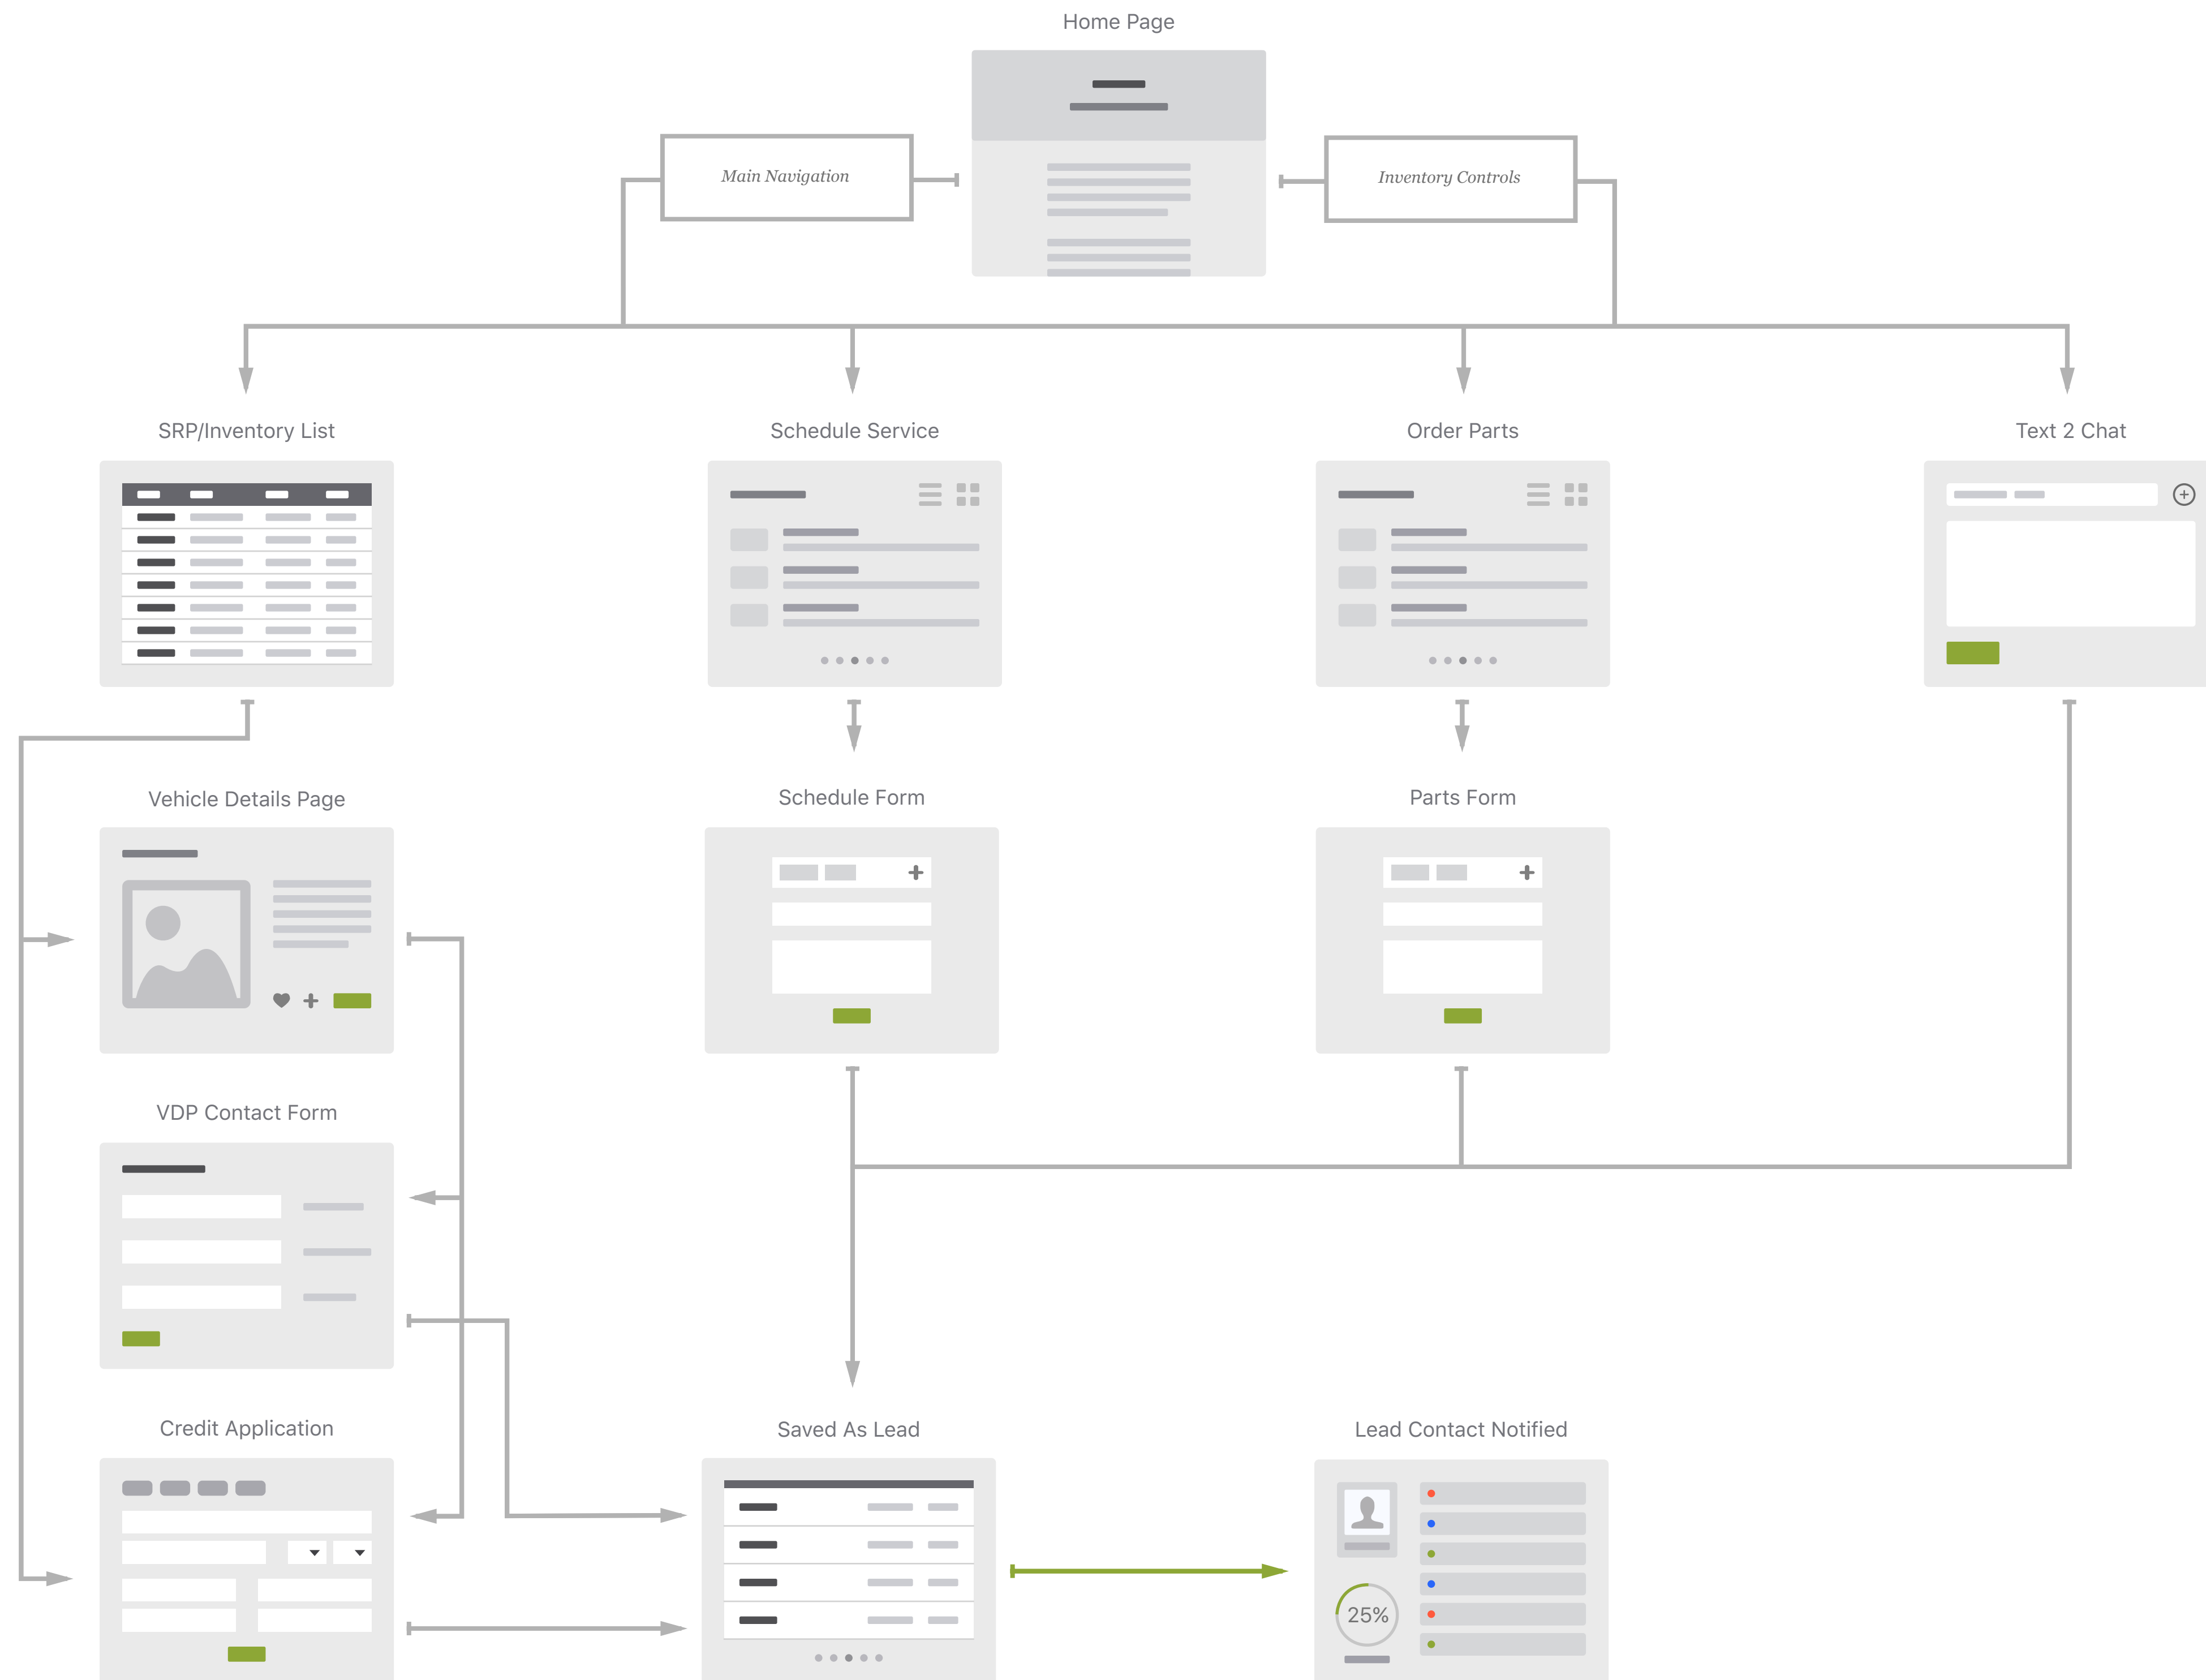 Home Page
Main Navigation
Inventory Controls
SRP/Inventory List
Schedule Service
Order Parts
Text 2 Chat
Vehicle Details Page
Schedule Form
Parts Form
VDP Contact Form
Credit Application
Saved As Lead
Lead Contact Notified
25%